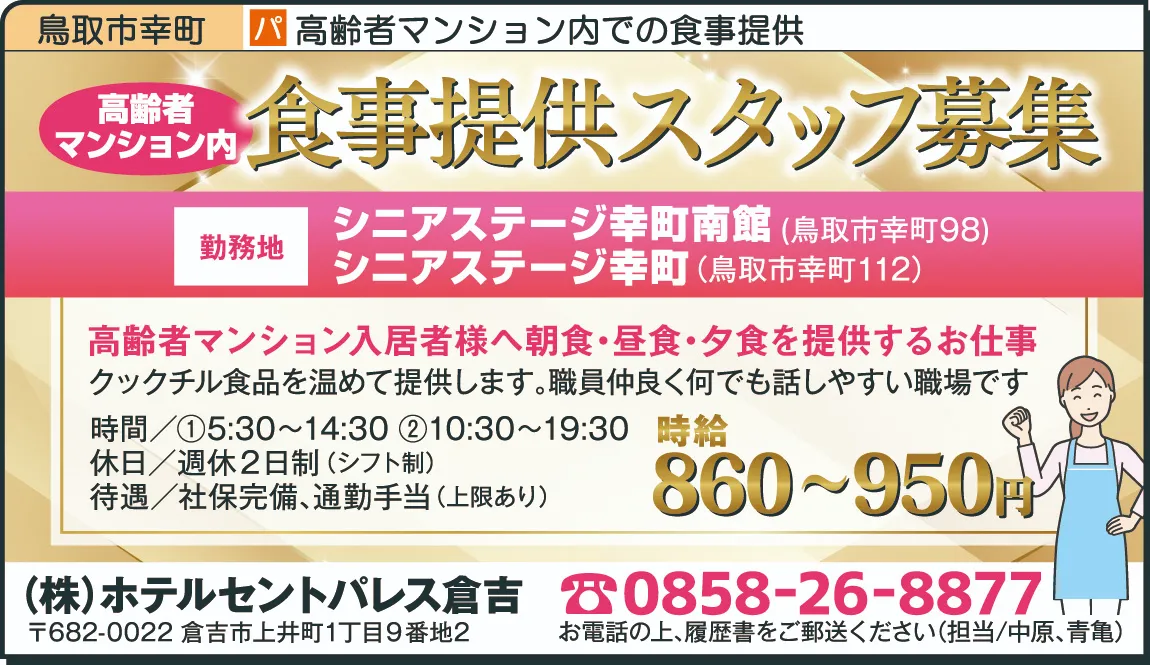 鳥取市幸町
パ 高齢者マンション内での食事提供
高齢者
マンション内
食事提供スタッフ募集
勤務地
シニアステージ幸町南館(鳥取市幸町98)
シニアステージ幸町(鳥取市幸町112)
高齢者マンション入居者様へ朝食・昼食・夕食を提供するお仕事
クックチル食品を温めて提供します。職員仲良く何でも話しやすい職場です
時間／①5:30〜14:30 ②10:30〜19:30
休日／週休2日制(シフト制)
待遇／社保完備、通勤手当(上限あり)
時給
860〜950円
(株)ホテルセントパレス倉吉
〒682-0022 倉吉市上井町1丁目9番地2
☎0858-26-8877
お電話の上、履歴書をご郵送ください(担当/中原、青亀)